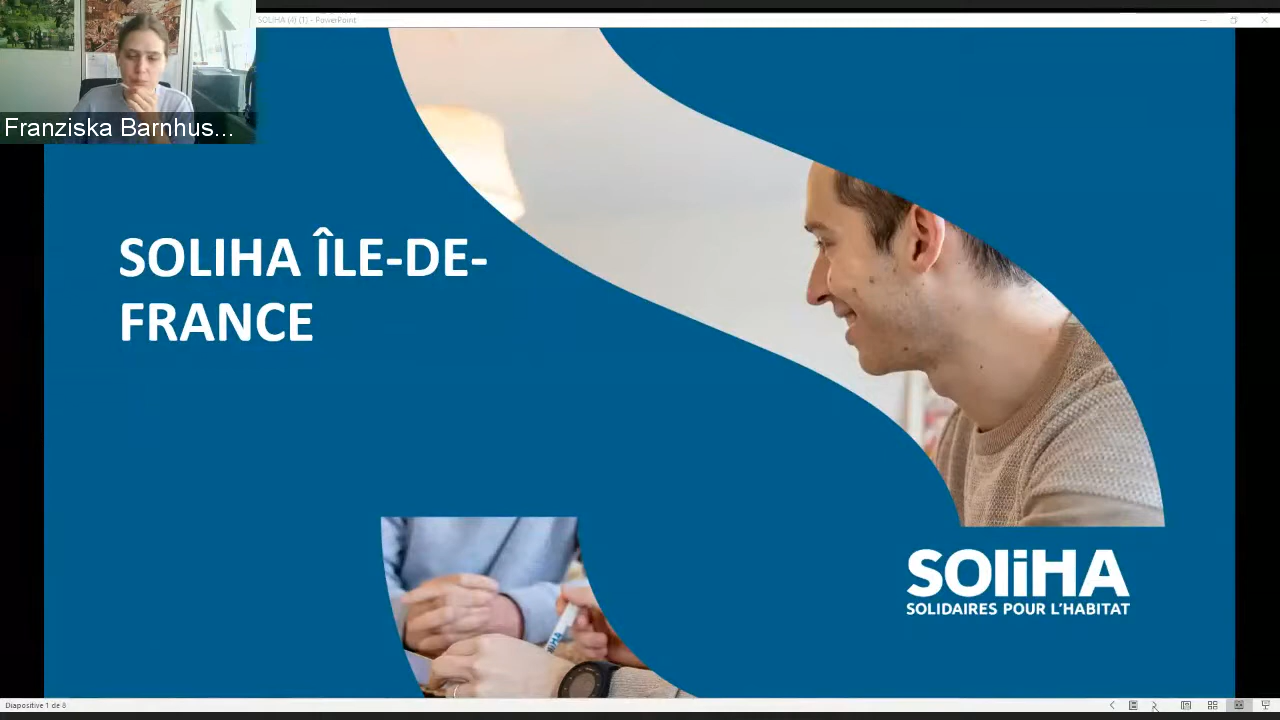 SOLIHA (4) (1) - PowerPoint
Franziska Barnhus...
SOLIHA ÎLE-DE-
FRANCE
SOLiHA
SOLIDAIRES POUR L'HABITAT
Diapositive 1 de 8